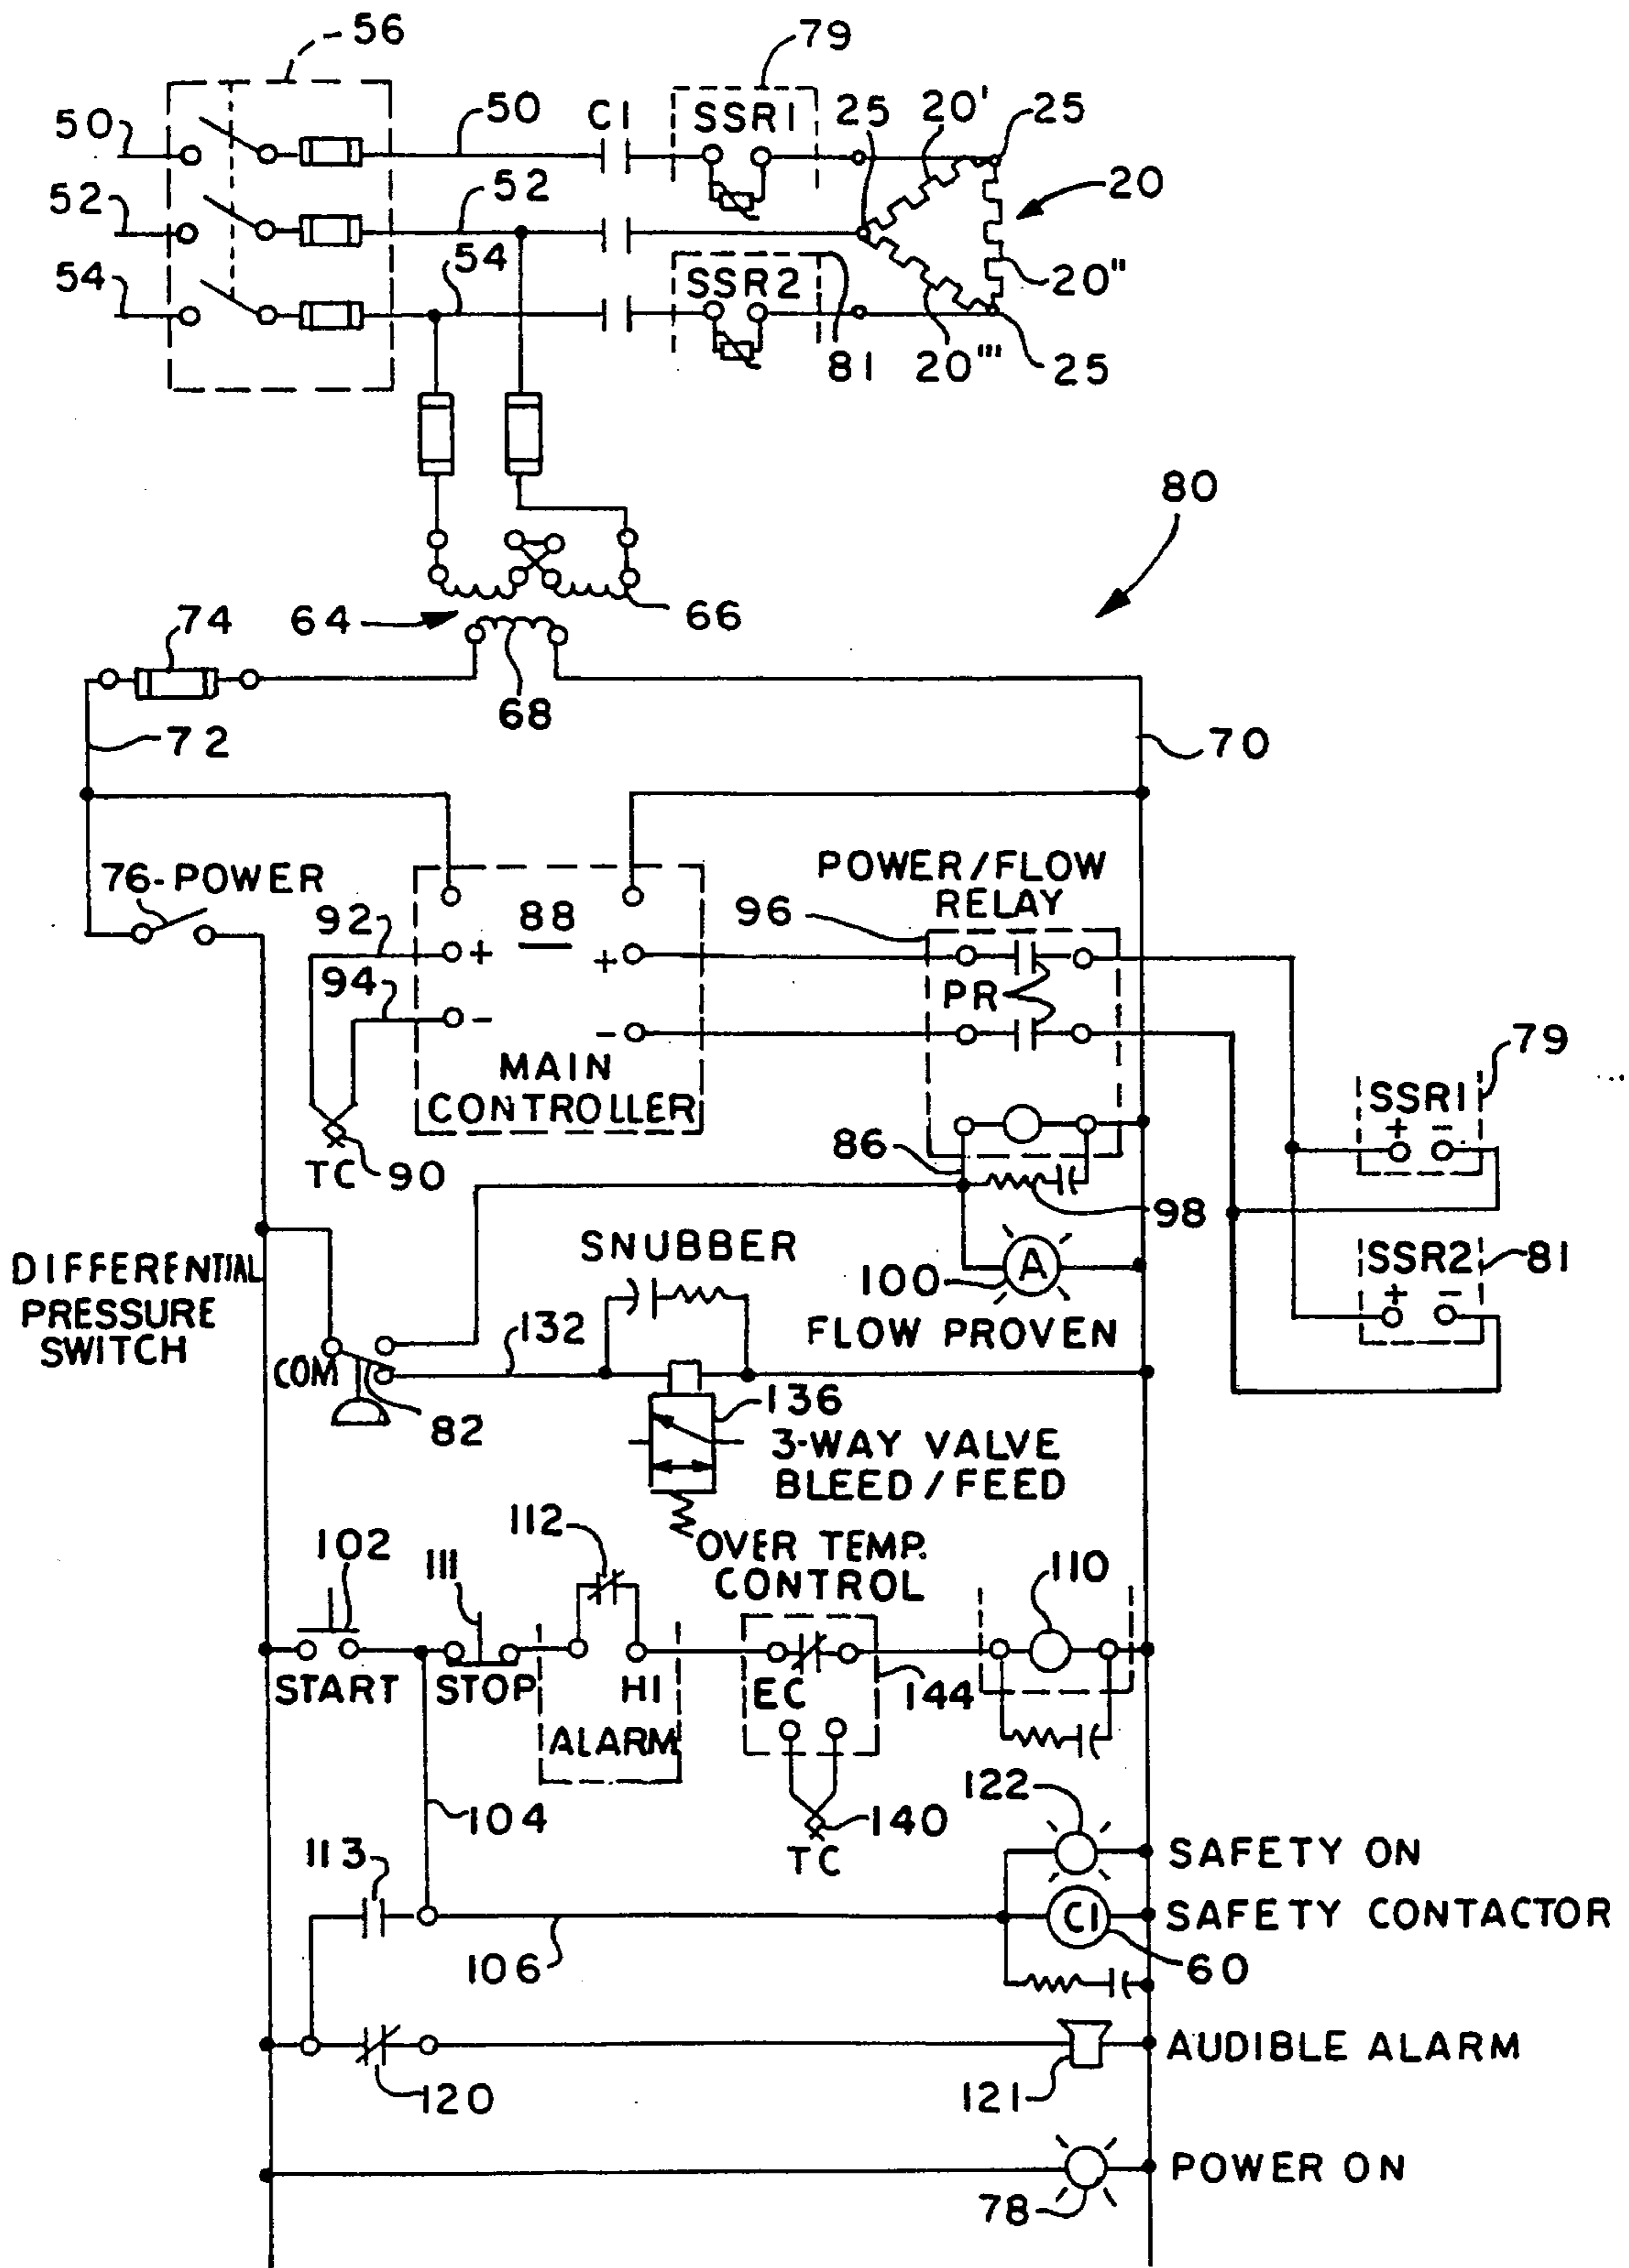 56
79
50
50
C1
SSR1
25
20'
25
52
52
20
54
54
SSR2
20"
81
20'''
25
80
74
64
66
68
72
70
76-POWER
POWER/FLOW
RELAY
92
88
96
+
+
94
PR
-
-
MAIN
CONTROLLER
79
SSR1
+ -
86
TC
90
98
SNUBBER
DIFFERENTIAL
PRESSURE
SWITCH
A
100
SSR2
81
+ -
132
FLOW PROVEN
COM
82
136
3-WAY VALVE
BLEED/FEED
112
102
111
OVER TEMP.
CONTROL
110
START
STOP
HI
EC
144
ALARM
122
104
140
TC
SAFETY ON
113
C1
SAFETY CONTACTOR
106
60
AUDIBLE ALARM
120
121
POWER ON
78